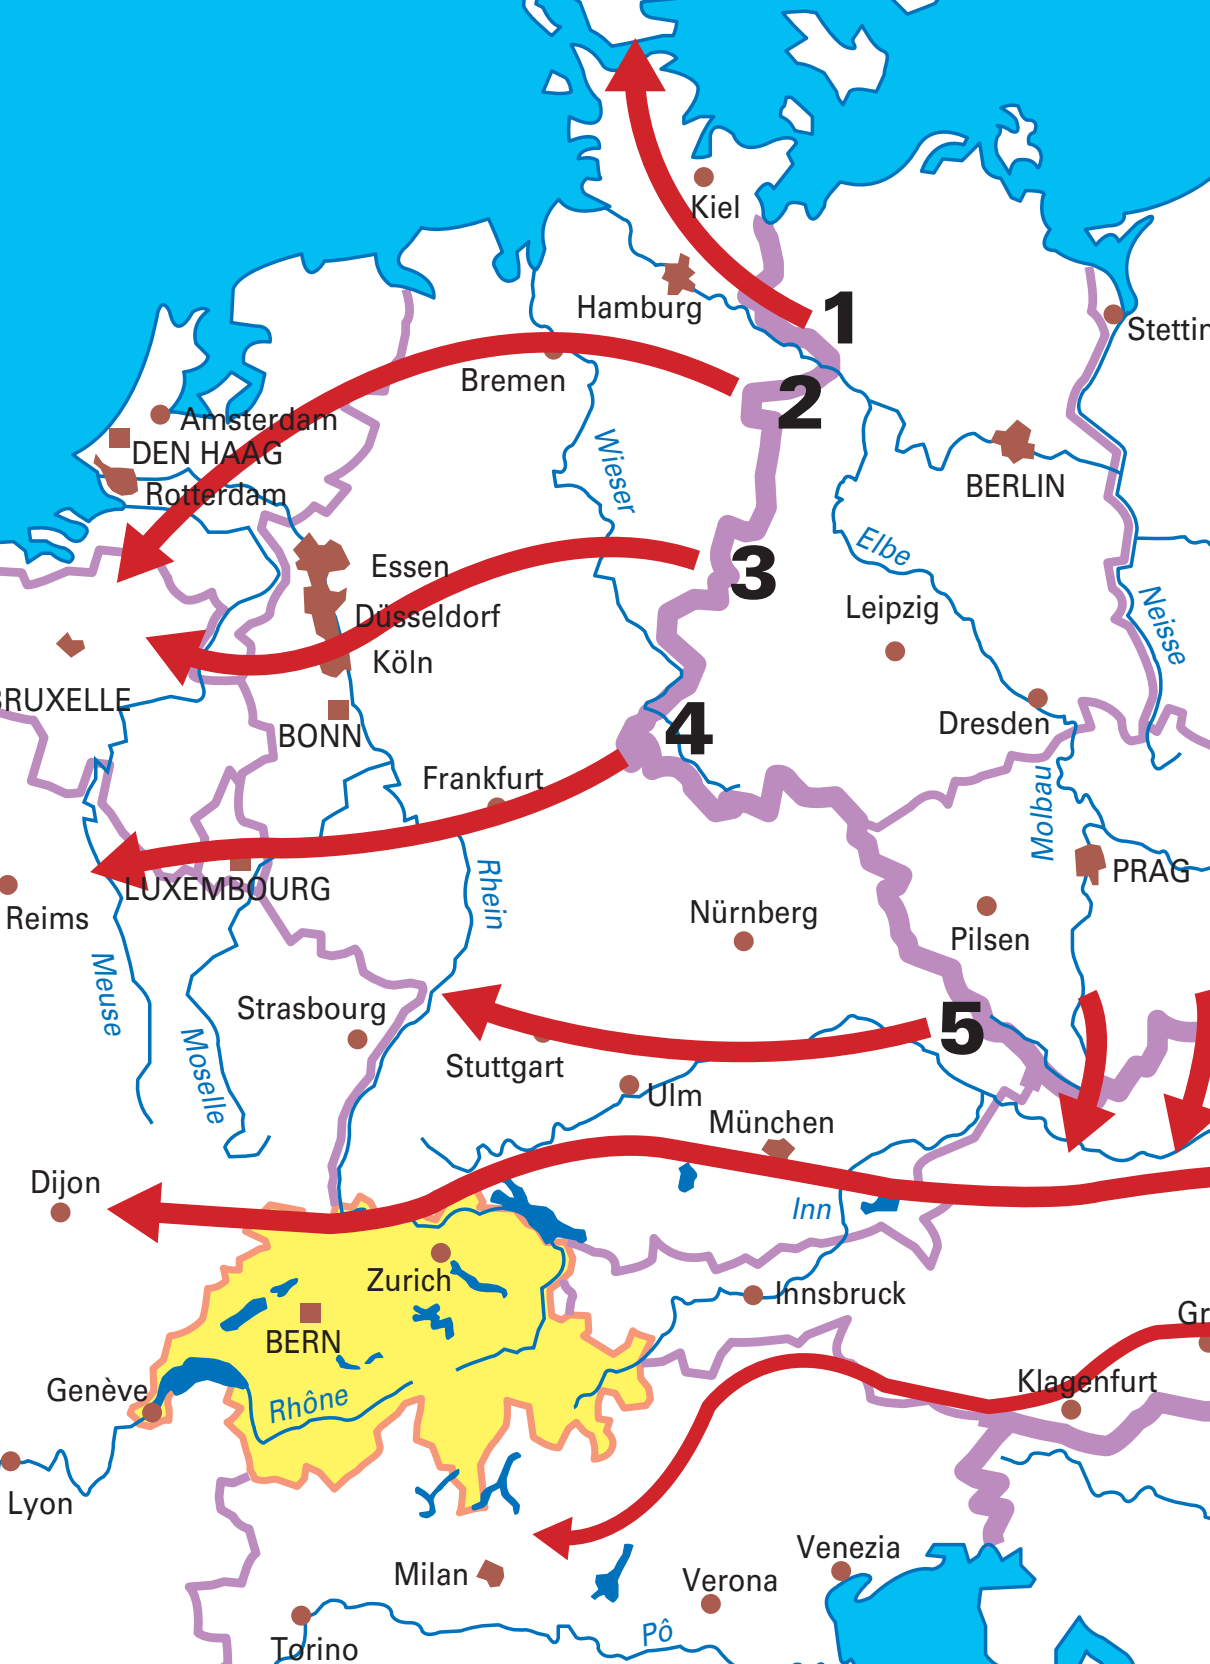 Kiel
Hamburg
1
Stettin
Bremen
2
Amsterdam
DEN HAAG
Rotterdam
Wieser
BERLIN
Elbe
Essen
3
Düsseldorf
Leipzig
Neisse
Köln
BRUXELLE
BONN
4
Dresden
Frankfurt
Molbau
LUXEMBOURG
PRAG
Reims
Rhein
Nürnberg
Pilsen
Meuse
Strasbourg
5
Moselle
Stuttgart
Ulm
München
Dijon
Inn
Zurich
Innsbruck
BERN
Gr
Genève
Rhône
Klagenfurt
Lyon
Milan
Venezia
Verona
Torino
Pô